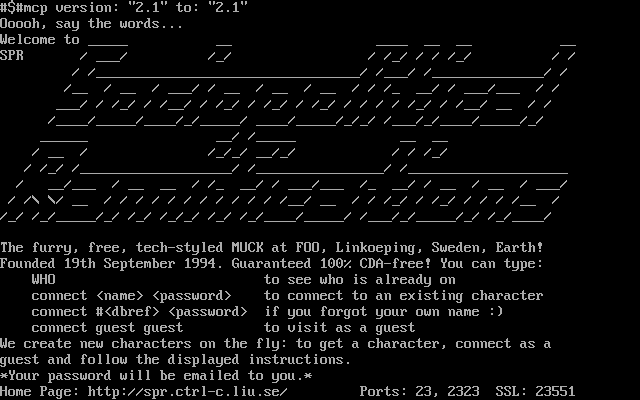 #$#mcp version: "2.1" to: "2.1"
Ooooh, say the words...
Welcome to
SPR
The furry, free, tech-styled MUCK at FOO, Linkoeping, Sweden, Earth!
Founded 19th September 1994. Guaranteed 100% CDA-free! You can type:
WHO to see who is already on
connect <name> <password> to connect to an existing character
connect #<dbref> <password> if you forgot your own name :)
connect guest guest to visit as a guest
We create new characters on the fly: to get a character, connect as a
guest and follow the displayed instructions.
*Your password will be emailed to you.*
Home Page: http://spr.ctrl-c.liu.se/ Ports: 23, 2323 SSL: 23551